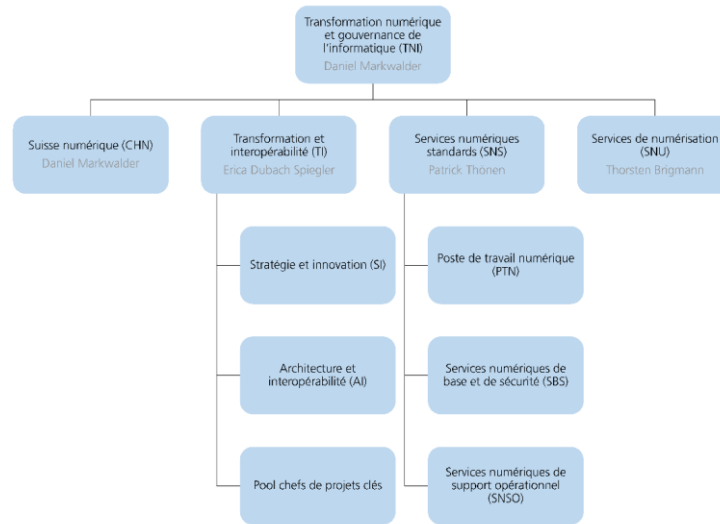 Transformation numérique
et gouvernance de
l'informatique (TNI)
Daniel Markwalder
Suisse numérique (CHN)
Daniel Markwalder
Transformation et
interopérabilité (TI)
Erica Dubach Spiegler
Services numériques
standards (SNS)
Patrick Thönen
Services de numérisation
(SNU)
Thorsten Brigmann
Stratégie et innovation (SI)
Poste de travail numérique
(PTN)
Architecture et
interopérabilité (AI)
Services numériques de
base et de sécurité (SBS)
Pool chefs de projets clés
Services numériques de
support opérationnel
(SNSO)